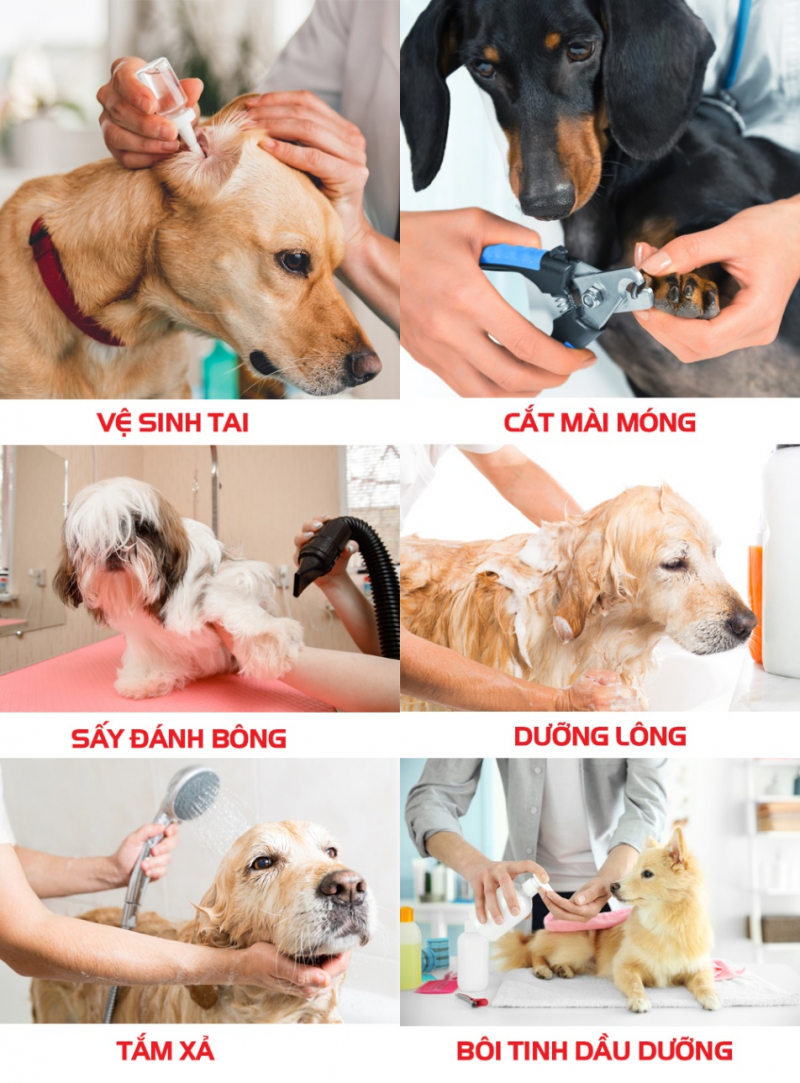 VỆ SINH TAI
CẮT MÀI MÓNG
SẤY ĐÁNH BÔNG
DƯỠNG LÔNG
TẮM XẢ
BÔI TINH DẦU DƯỠNG